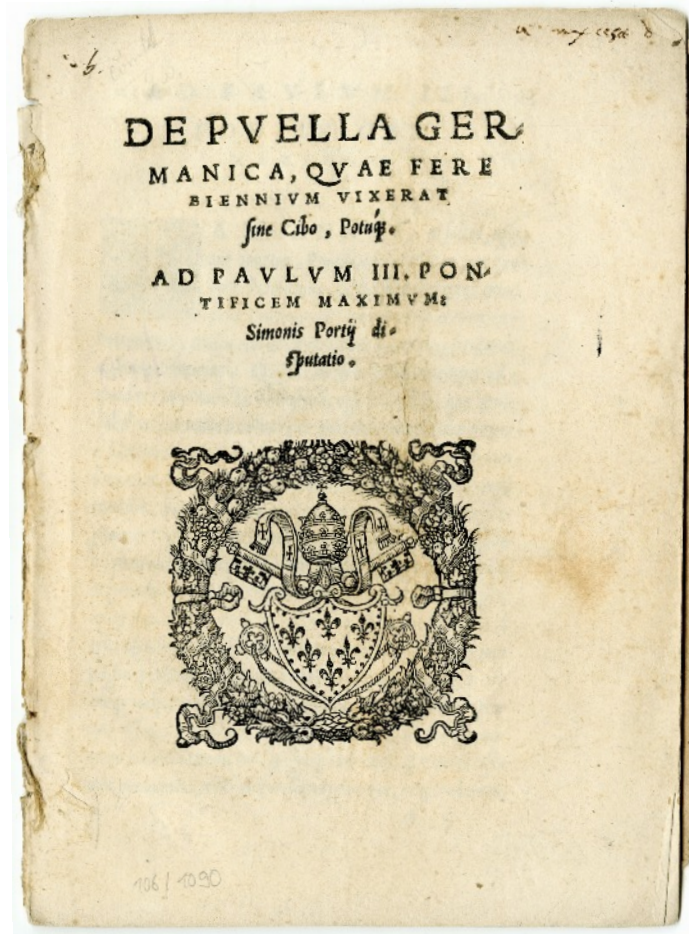 b.
DE PVELLA GER-
MANICA, QVAE FERE
BIENNIVM VIXERAT
sine Cibo, Potuq́;.
AD PAVLVM III. PON-
TIFICEM MAXIMVM:
Simonis Portij di-
sputatio.
106/1090